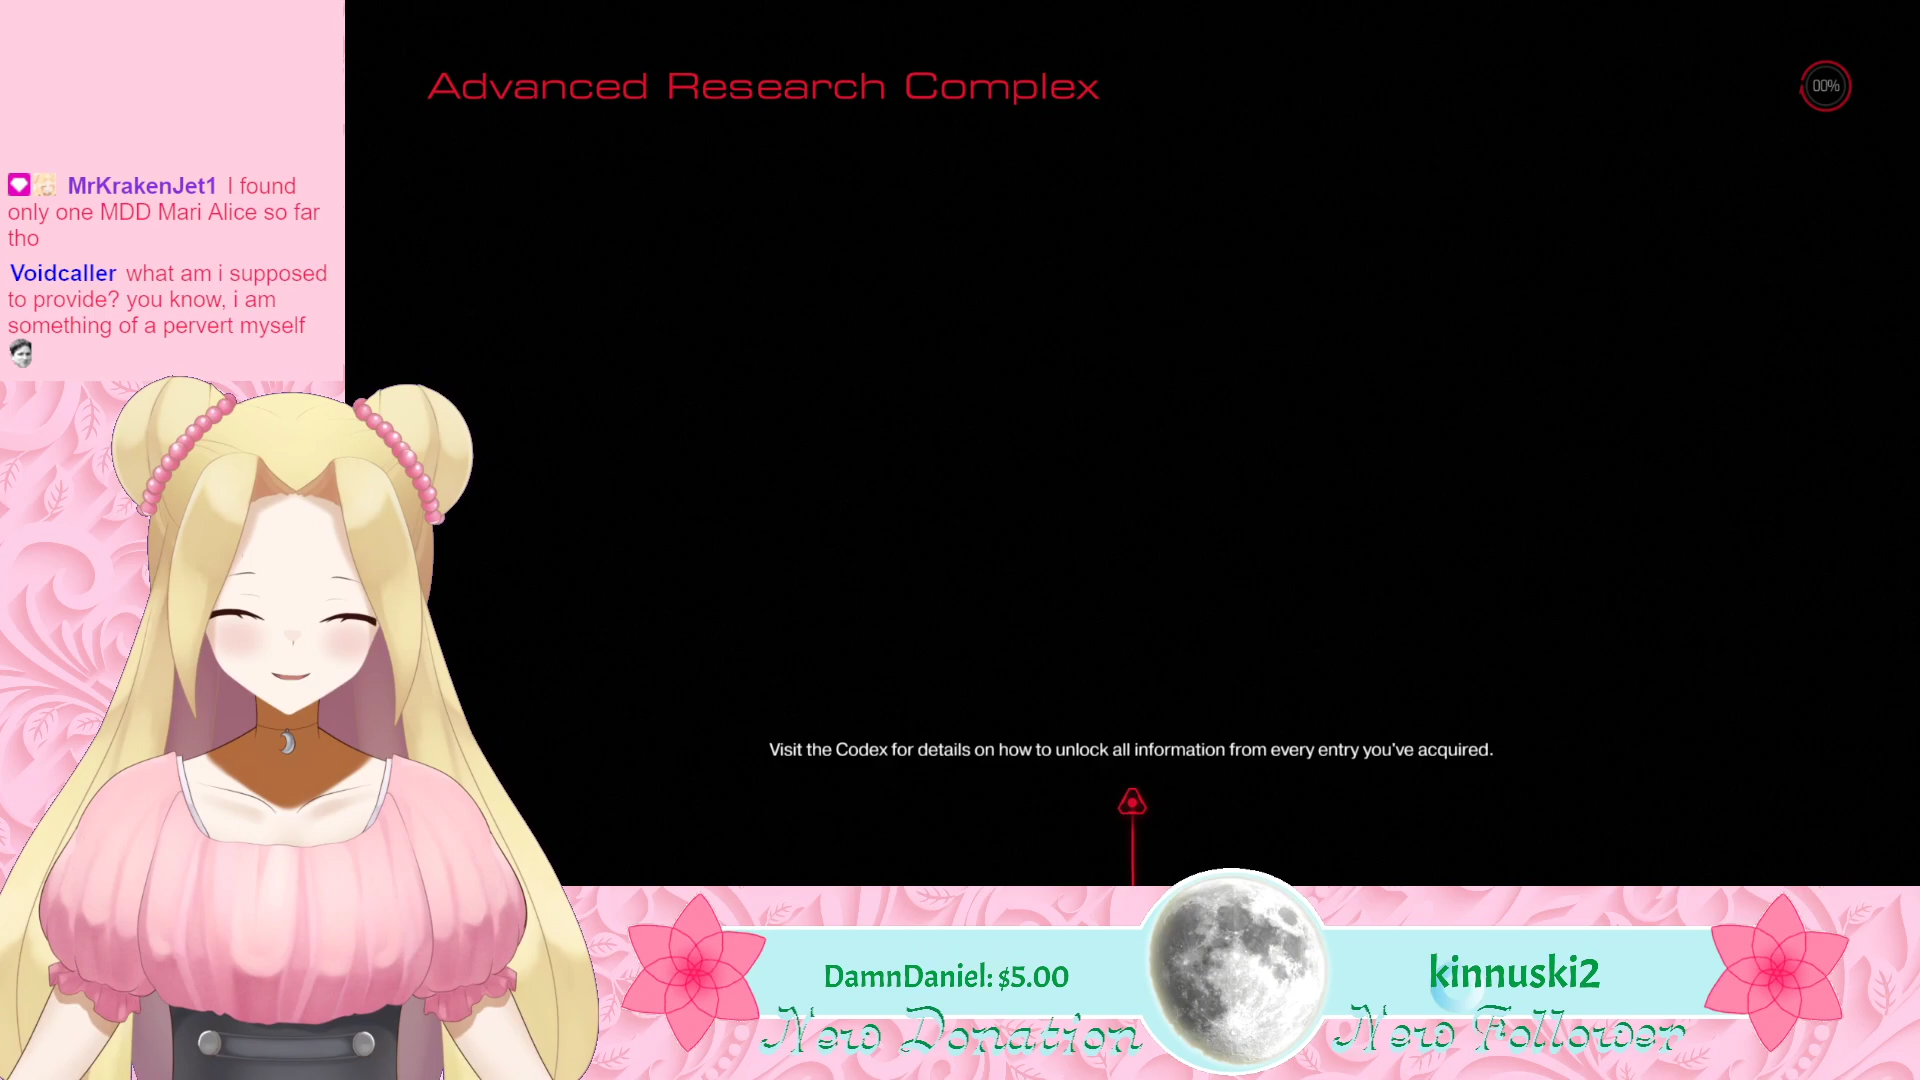 Advanced Research Complex
00%
MrKrakenJet1 I found
only one MDD Mari Alice so far
tho
Voidcaller what am i supposed
to provide? you know, i am
something of a pervert myself
Visit the Codex for details on how to unlock all information from every entry you've acquired.
DamnDaniel: $5.00
New Donation
kinnuski2
New Follower